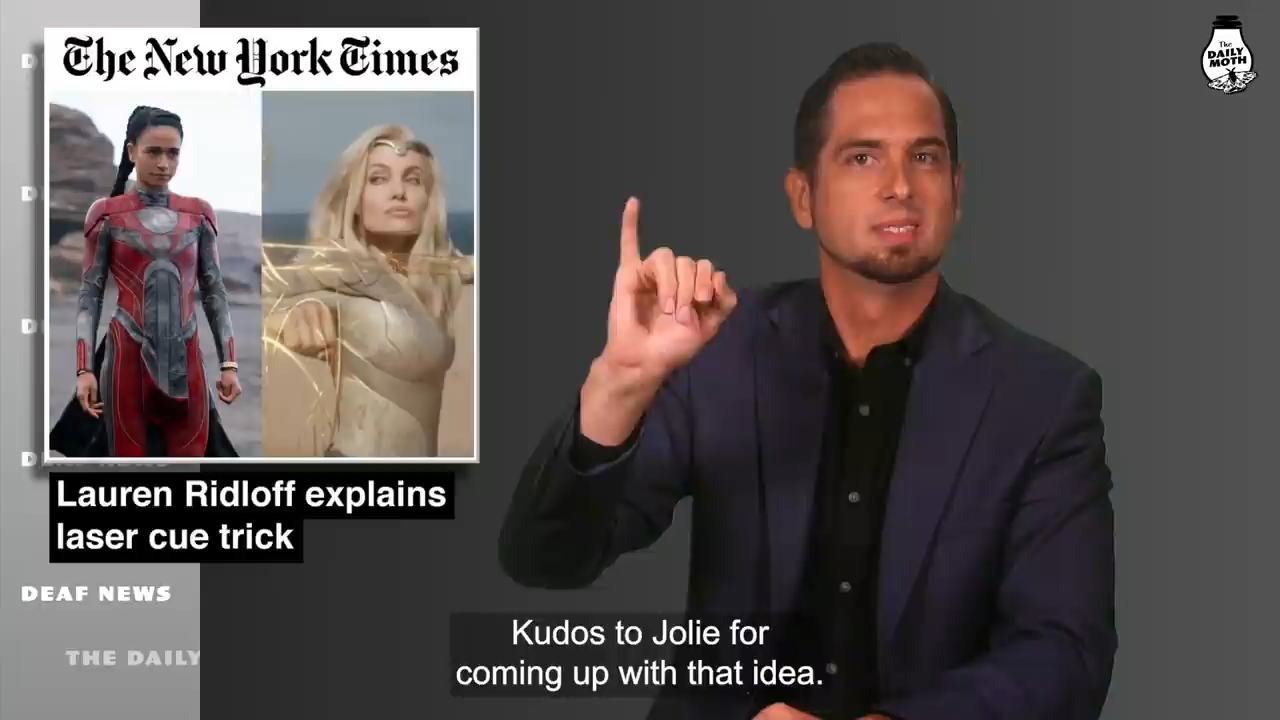 The New York Times
The
DAILY
MOTH
Lauren Ridloff explains
laser cue trick
DEAF NEWS
THE DAILY
Kudos to Jolie for
coming up with that idea.